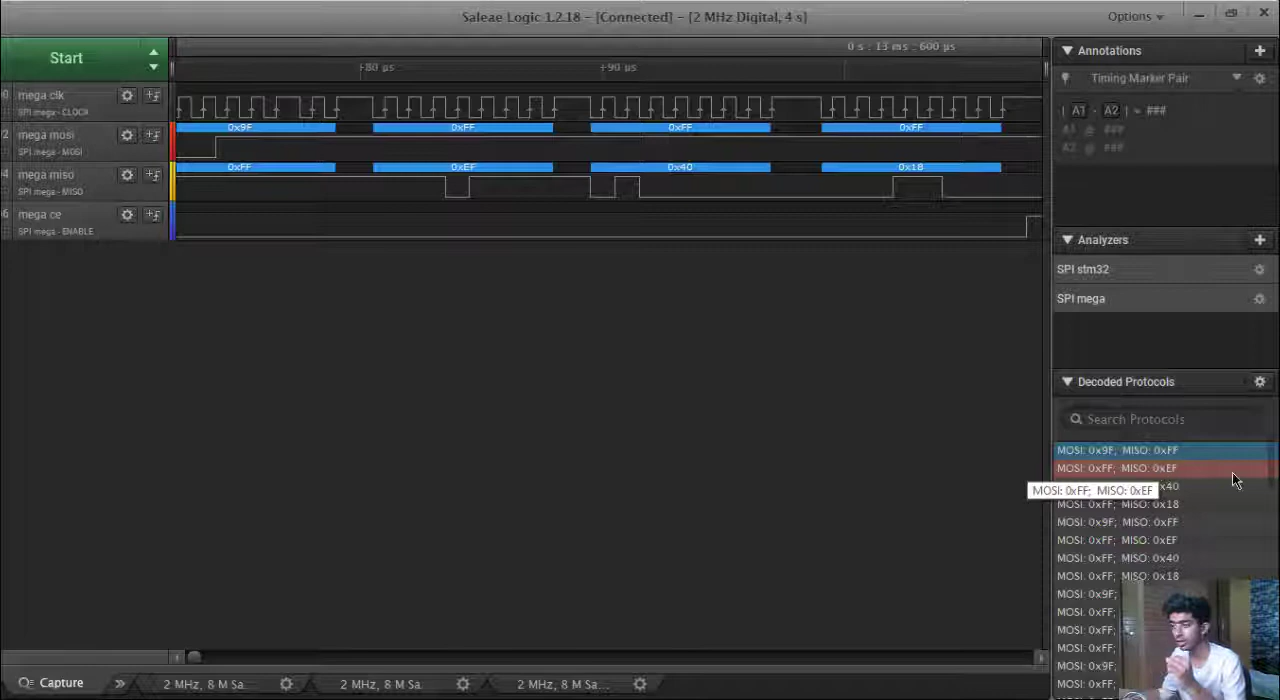 Saleae Logic 1.2.18 - [Connected] - [2 MHz Digital, 4 s]
Options
Start
0 s : 13 ms : 600 µs
+80 µs
+90 µs
0 mega clk
SPI mega - CLOCK
2 mega mosi
SPI mega - MOSI
0x9F
0xFF
0xFF
0xFF
4 mega miso
SPI mega - MISO
0xFF
0xEF
0x40
0x18
6 mega ce
SPI mega - ENABLE
Annotations
Timing Marker Pair
| A1 - A2 | = ###
A1 @ ###
A2 @ ###
Analyzers
SPI stm32
SPI mega
Decoded Protocols
Search Protocols
MOSI: 0x9F; MISO: 0xFF
MOSI: 0xFF; MISO: 0xEF
MOSI: 0xFF; MISO: 0xEF
x40
MOSI: 0xFF; MISO: 0x18
MOSI: 0x9F; MISO: 0xFF
MOSI: 0xFF; MISO: 0xEF
MOSI: 0xFF; MISO: 0x40
MOSI: 0xFF; MISO: 0x18
MOSI: 0x9F;
MOSI: 0xFF;
MOSI: 0xFF;
MOSI: 0xFF;
MOSI: 0x9F;
MOSI: 0xFF;
Capture
2 MHz, 8 M Sa.
2 MHz, 8 M Sa.
2 MHz, 8 M Sa...